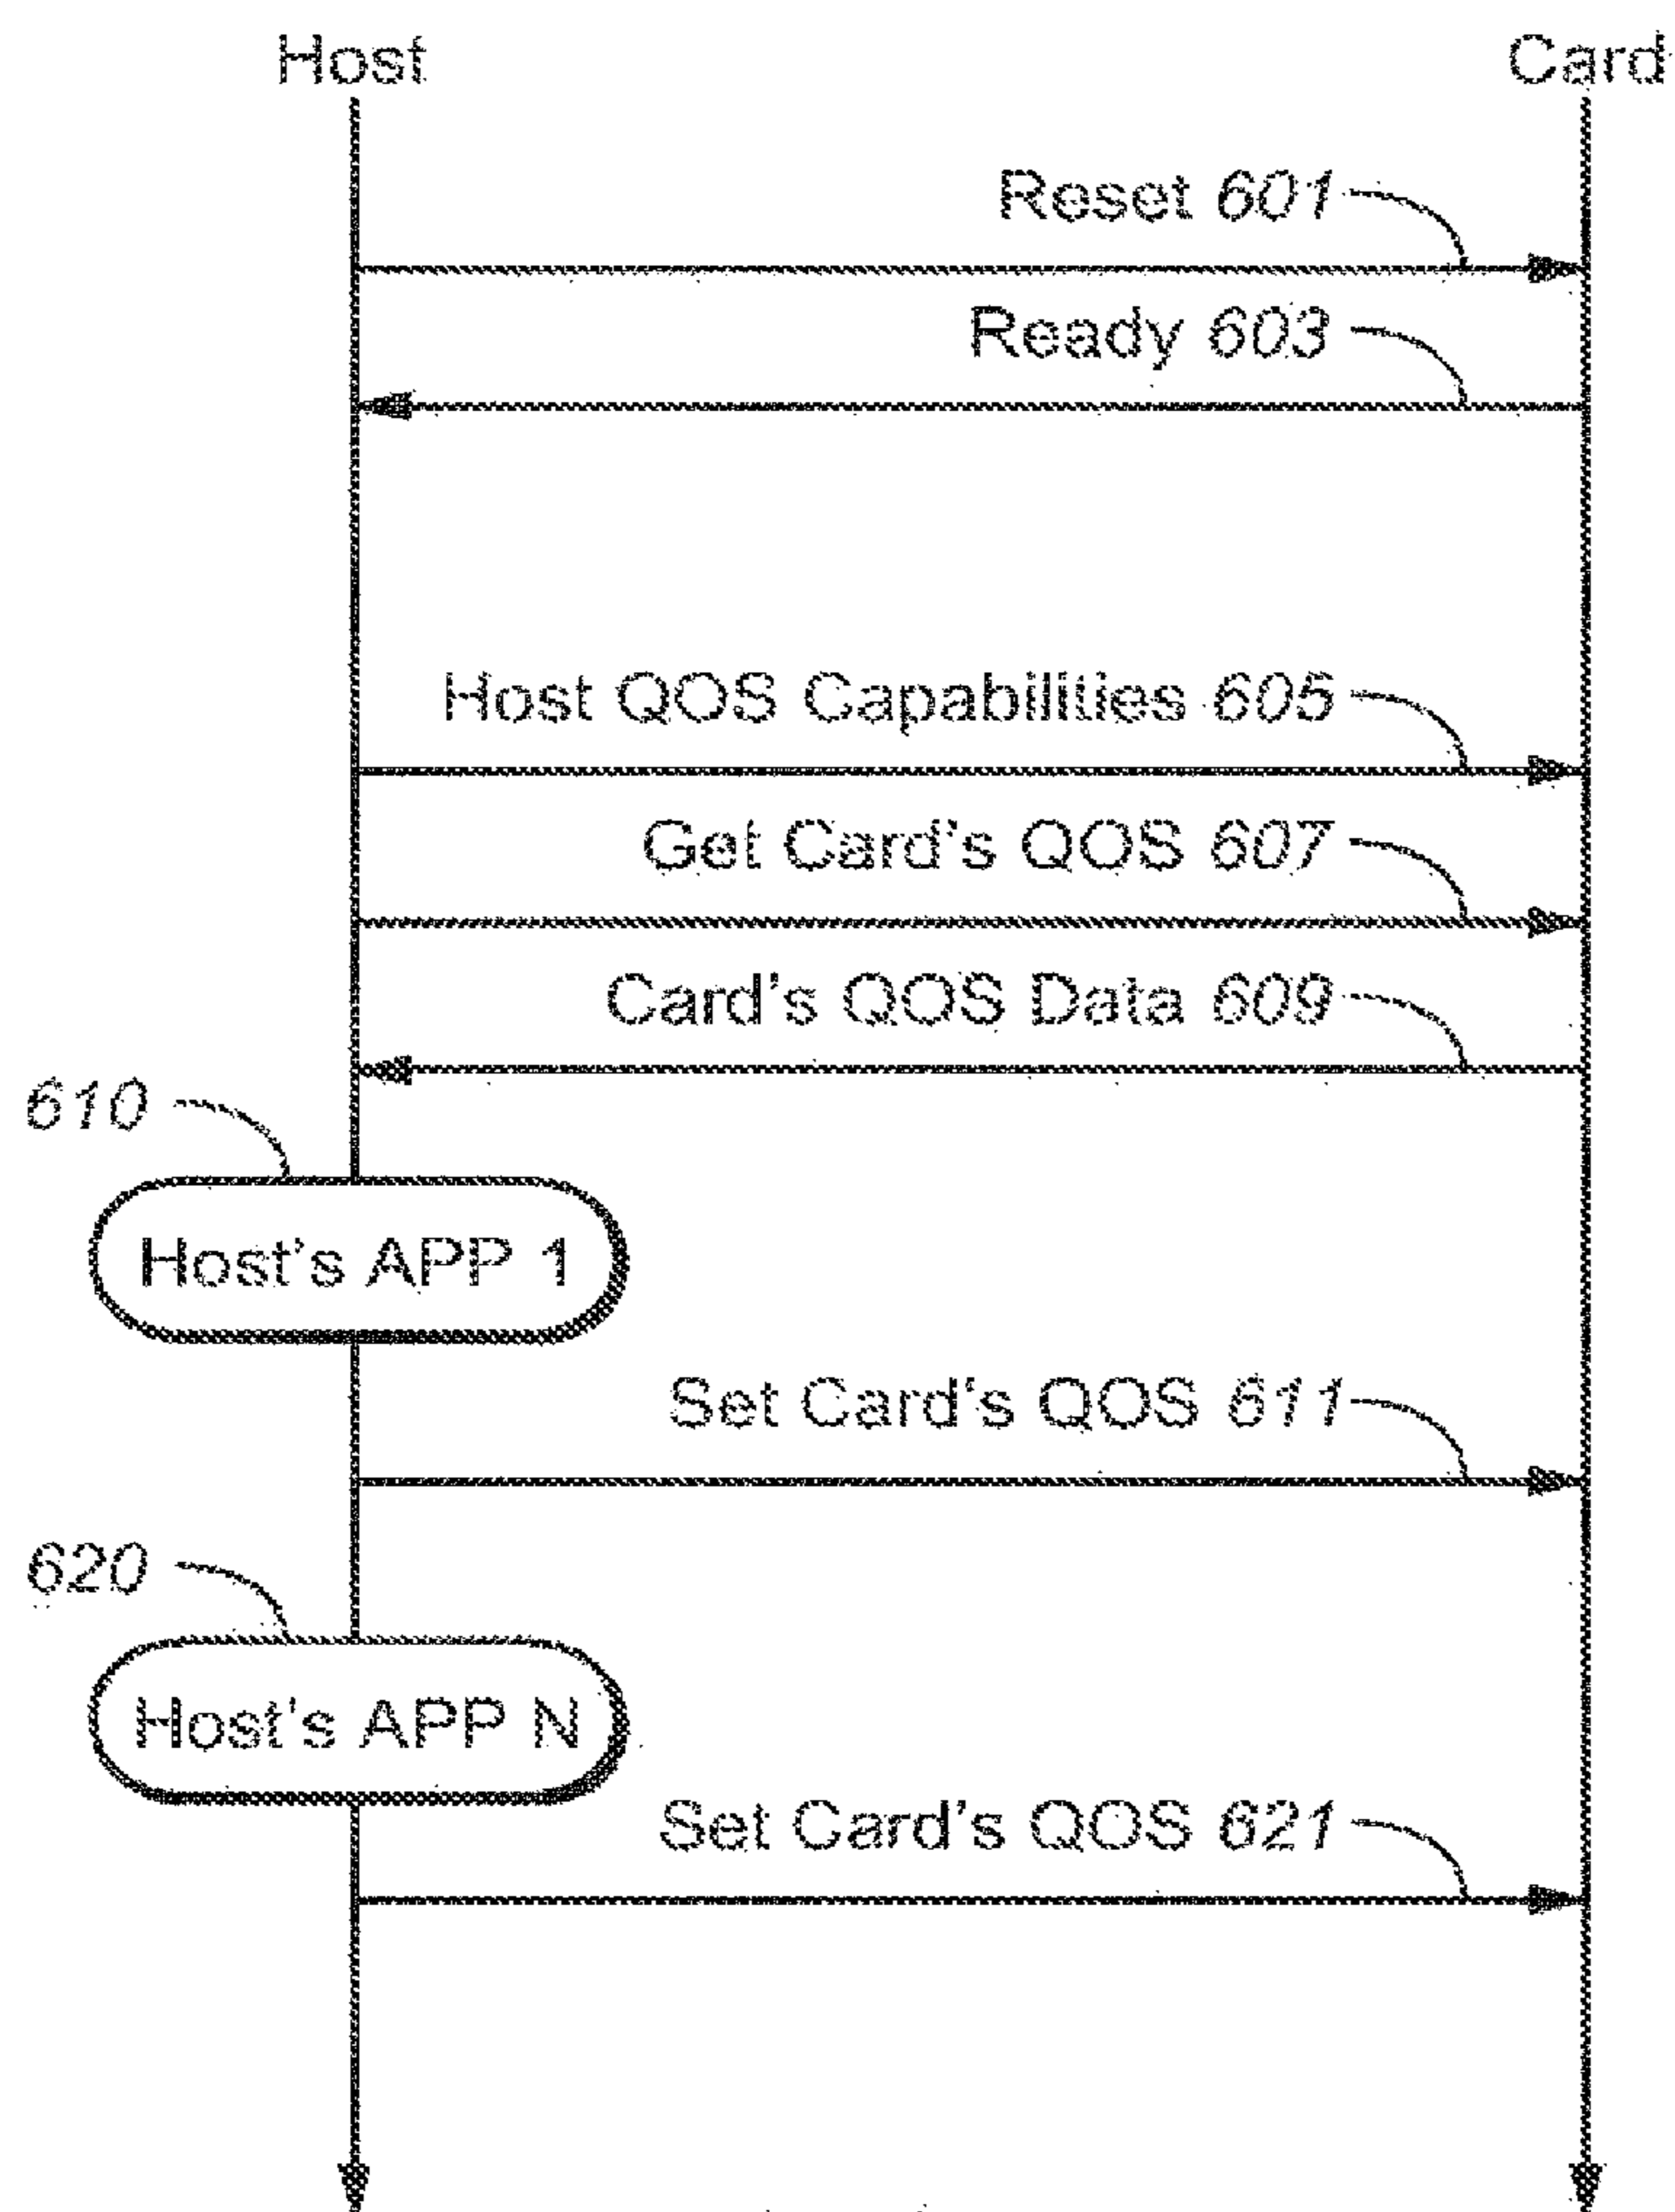 Host
Card
Reset 601
Ready 603
Host QOS Capabilities 605
Get Card's QOS 607
Card's QOS Data 609
610
Host's APP 1
Set Card's QOS 611
620
Host's APP N
Set Card's QOS 621